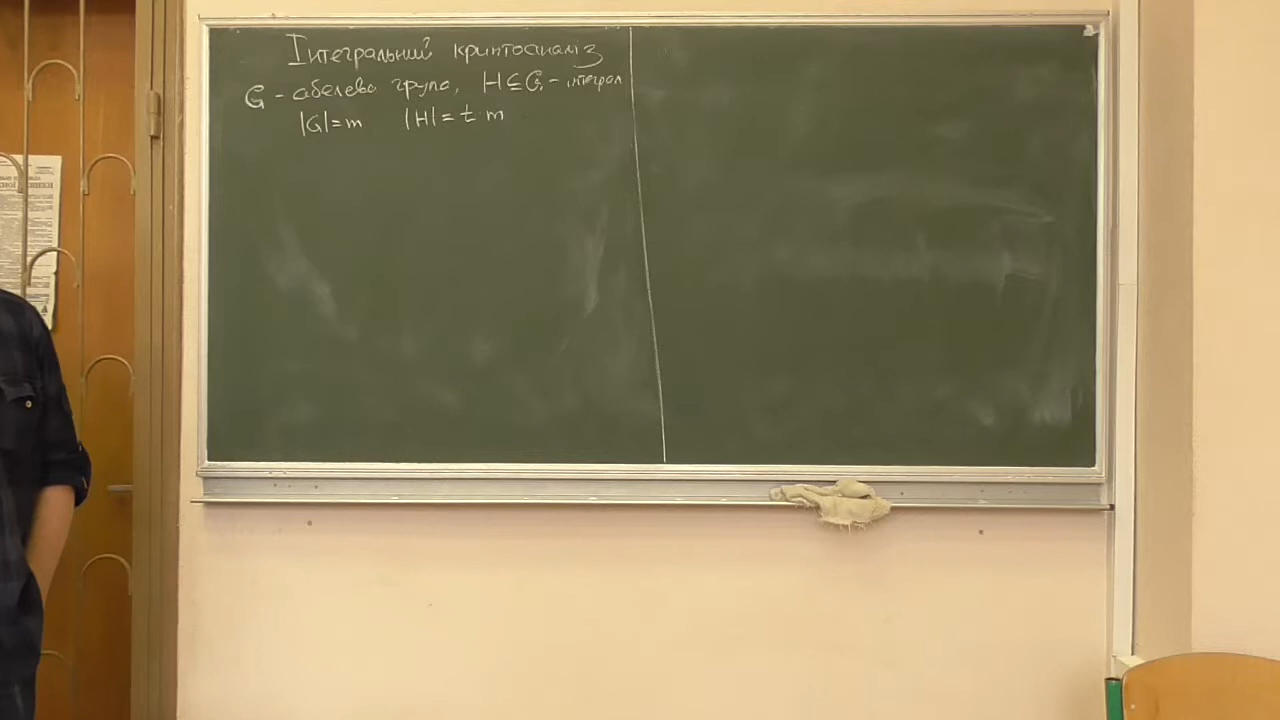 Інтегральний криптоаналіз
G - абелева група, H ⊆ G - інтеграл
|G| = m |H| = t·m